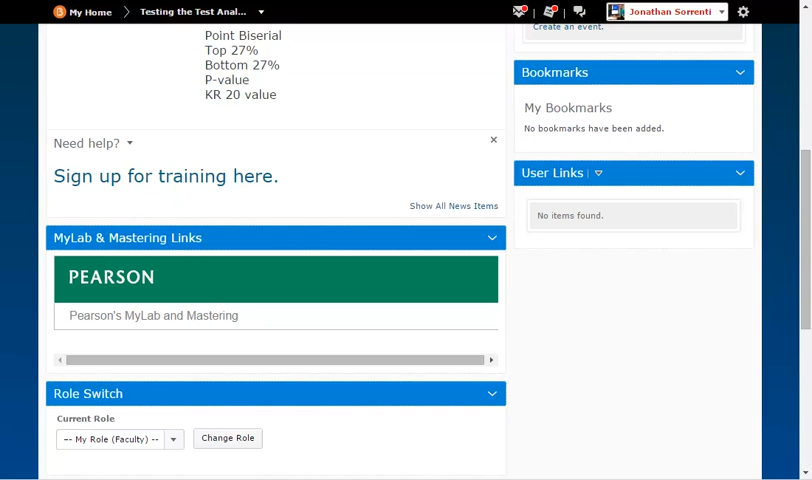 My Home
Testing the Test Anal...
Jonathan Sorrenti
Point Biserial
Top 27%
Bottom 27%
P-value
KR 20 value
Need help?
Sign up for training here.
Show All News Items
MyLab & Mastering Links
PEARSON
Pearson's MyLab and Mastering
Role Switch
Current Role
-- My Role (Faculty) --
Change Role
Create an event.
Bookmarks
My Bookmarks
No bookmarks have been added.
User Links
No items found.